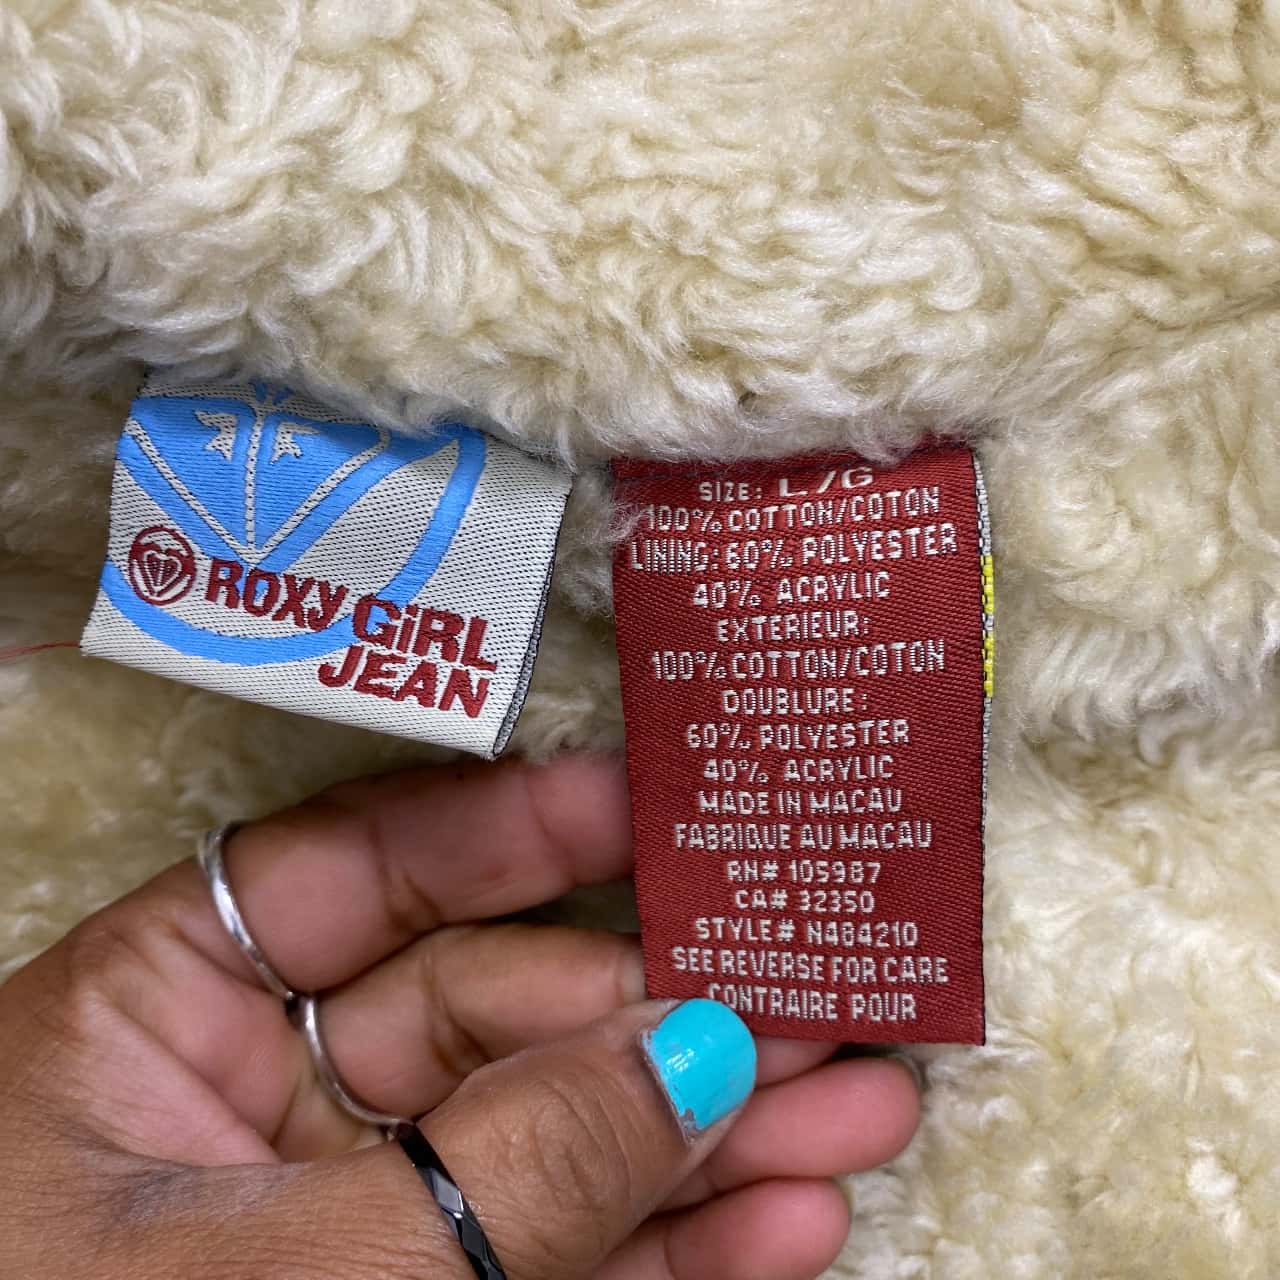 ROXY GiRL
JEAN
SIZE: L/G
100% COTTON/COTON
LINING: 60% POLYESTER
40% ACRYLIC
EXTERIEUR:
100% COTTON/COTON
DOUBLURE:
60% POLYESTER
40% ACRYLIC
MADE IN MACAU
FABRIQUE AU MACAU
RN# 105987
CA# 32350
STYLE# N484210
SEE REVERSE FOR CARE
CONTRAIRE POUR